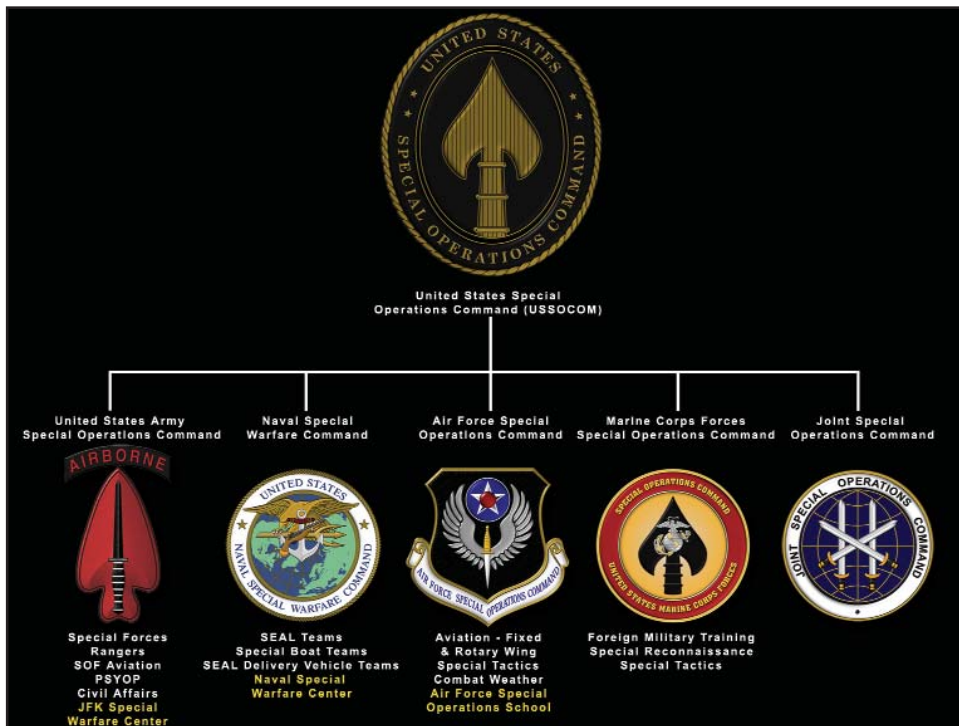 UNITED STATES
SPECIAL OPERATIONS COMMAND
United States Special
Operations Command (USSOCOM)
United States Army
Special Operations Command
AIRBORNE
Special Forces
Rangers
SOF Aviation
PSYOP
Civil Affairs
JFK Special
Warfare Center
Naval Special
Warfare Command
UNITED STATES
NAVAL SPECIAL WARFARE COMMAND
SEAL Teams
Special Boat Teams
SEAL Delivery Vehicle Teams
Naval Special
Warfare Center
Air Force Special
Operations Command
AIR FORCE SPECIAL OPERATIONS COMMAND
Aviation - Fixed
& Rotary Wing
Special Tactics
Combat Weather
Air Force Special
Operations School
Marine Corps Forces
Special Operations Command
SPECIAL OPERATIONS COMMAND
UNITED STATES MARINE CORPS FORCES
Foreign Military Training
Special Reconnaissance
Special Tactics
Joint Special
Operations Command
JOINT SPECIAL OPERATIONS COMMAND